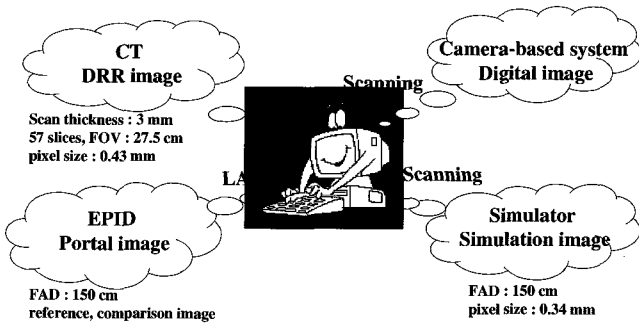 CT
DRR image
Scan thickness : 3 mm
57 slices, FOV : 27.5 cm
pixel size : 0.43 mm
Camera-based system
Digital image
Scanning
Scanning
EPID
Portal image
FAD : 150 cm
reference, comparison image
Simulator
Simulation image
FAD : 150 cm
pixel size : 0.34 mm